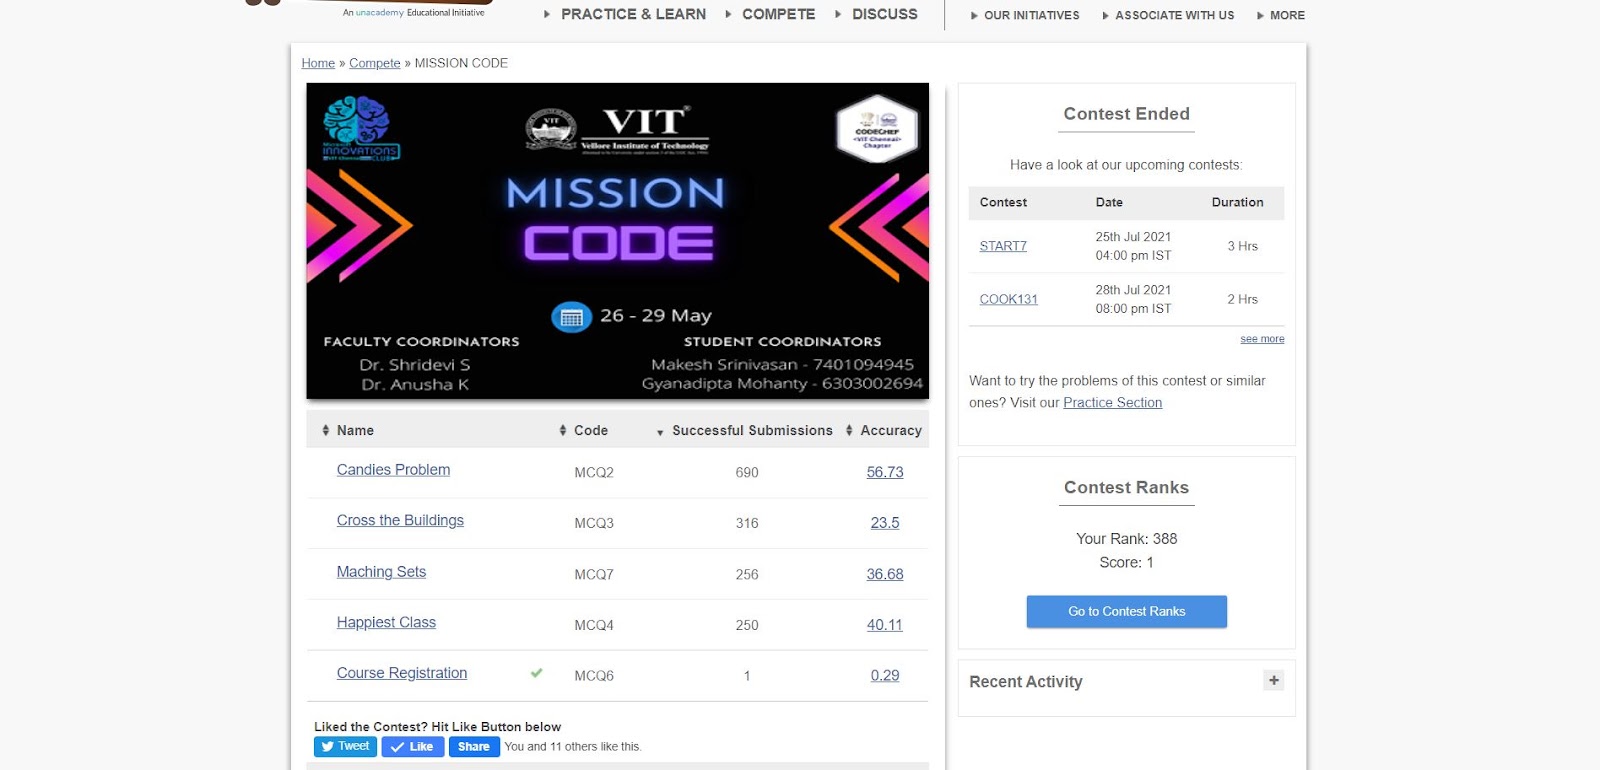 An unacademy Educational Initiative
PRACTICE & LEARN COMPETE DISCUSS OUR INITIATIVES ASSOCIATE WITH US MORE
Home » Compete » MISSION CODE
INNOVATIONS
CLUB
VIT
VIT®
Vellore Institute of Technology
CODECHEF
<VIT Chennai>
Chapter
MISSION
CODE
26 - 29 May
FACULTY COORDINATORS
Dr. Shridevi S
Dr. Anusha K
STUDENT COORDINATORS
Makesh Srinivasan - 7401094945
Gyanadipta Mohanty - 6303002694
Name Code Successful Submissions Accuracy
Candies Problem MCQ2 690 56.73
Cross the Buildings MCQ3 316 23.5
Maching Sets MCQ7 256 36.68
Happiest Class MCQ4 250 40.11
Course Registration MCQ6 1 0.29
Liked the Contest? Hit Like Button below
Tweet Like Share You and 11 others like this.
Contest Ended
Have a look at our upcoming contests:
Contest Date Duration
START7 25th Jul 2021 04:00 pm IST 3 Hrs
COOK131 28th Jul 2021 08:00 pm IST 2 Hrs
see more
Want to try the problems of this contest or similar
ones? Visit our Practice Section
Contest Ranks
Your Rank: 388
Score: 1
Go to Contest Ranks
Recent Activity +